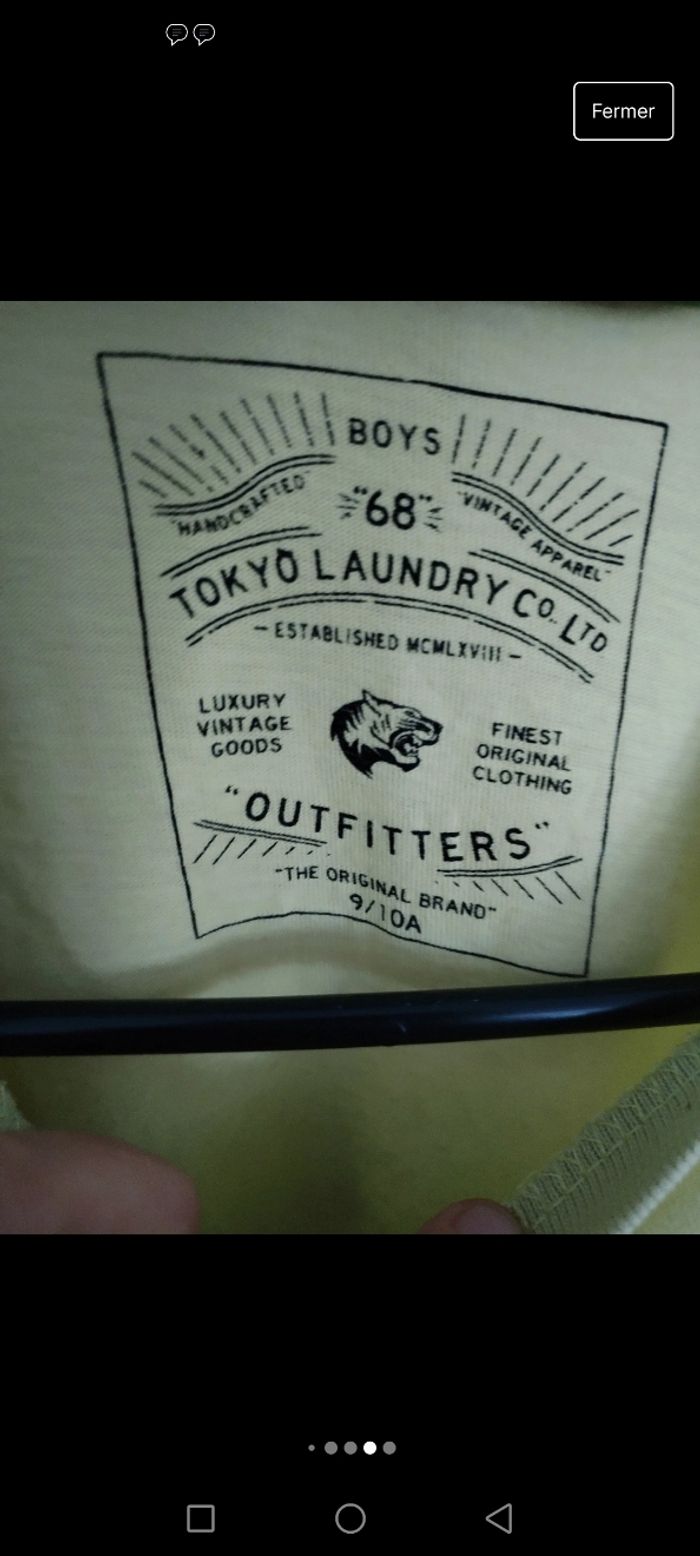 Fermer
BOYS
"HANDCRAFTED"
"68"
"VINTAGE APPAREL"
TOKYO LAUNDRY CO. LTD
— ESTABLISHED MCMLXVIII —
LUXURY
VINTAGE
GOODS
FINEST
ORIGINAL
CLOTHING
"OUTFITTERS"
"THE ORIGINAL BRAND"
9/10A